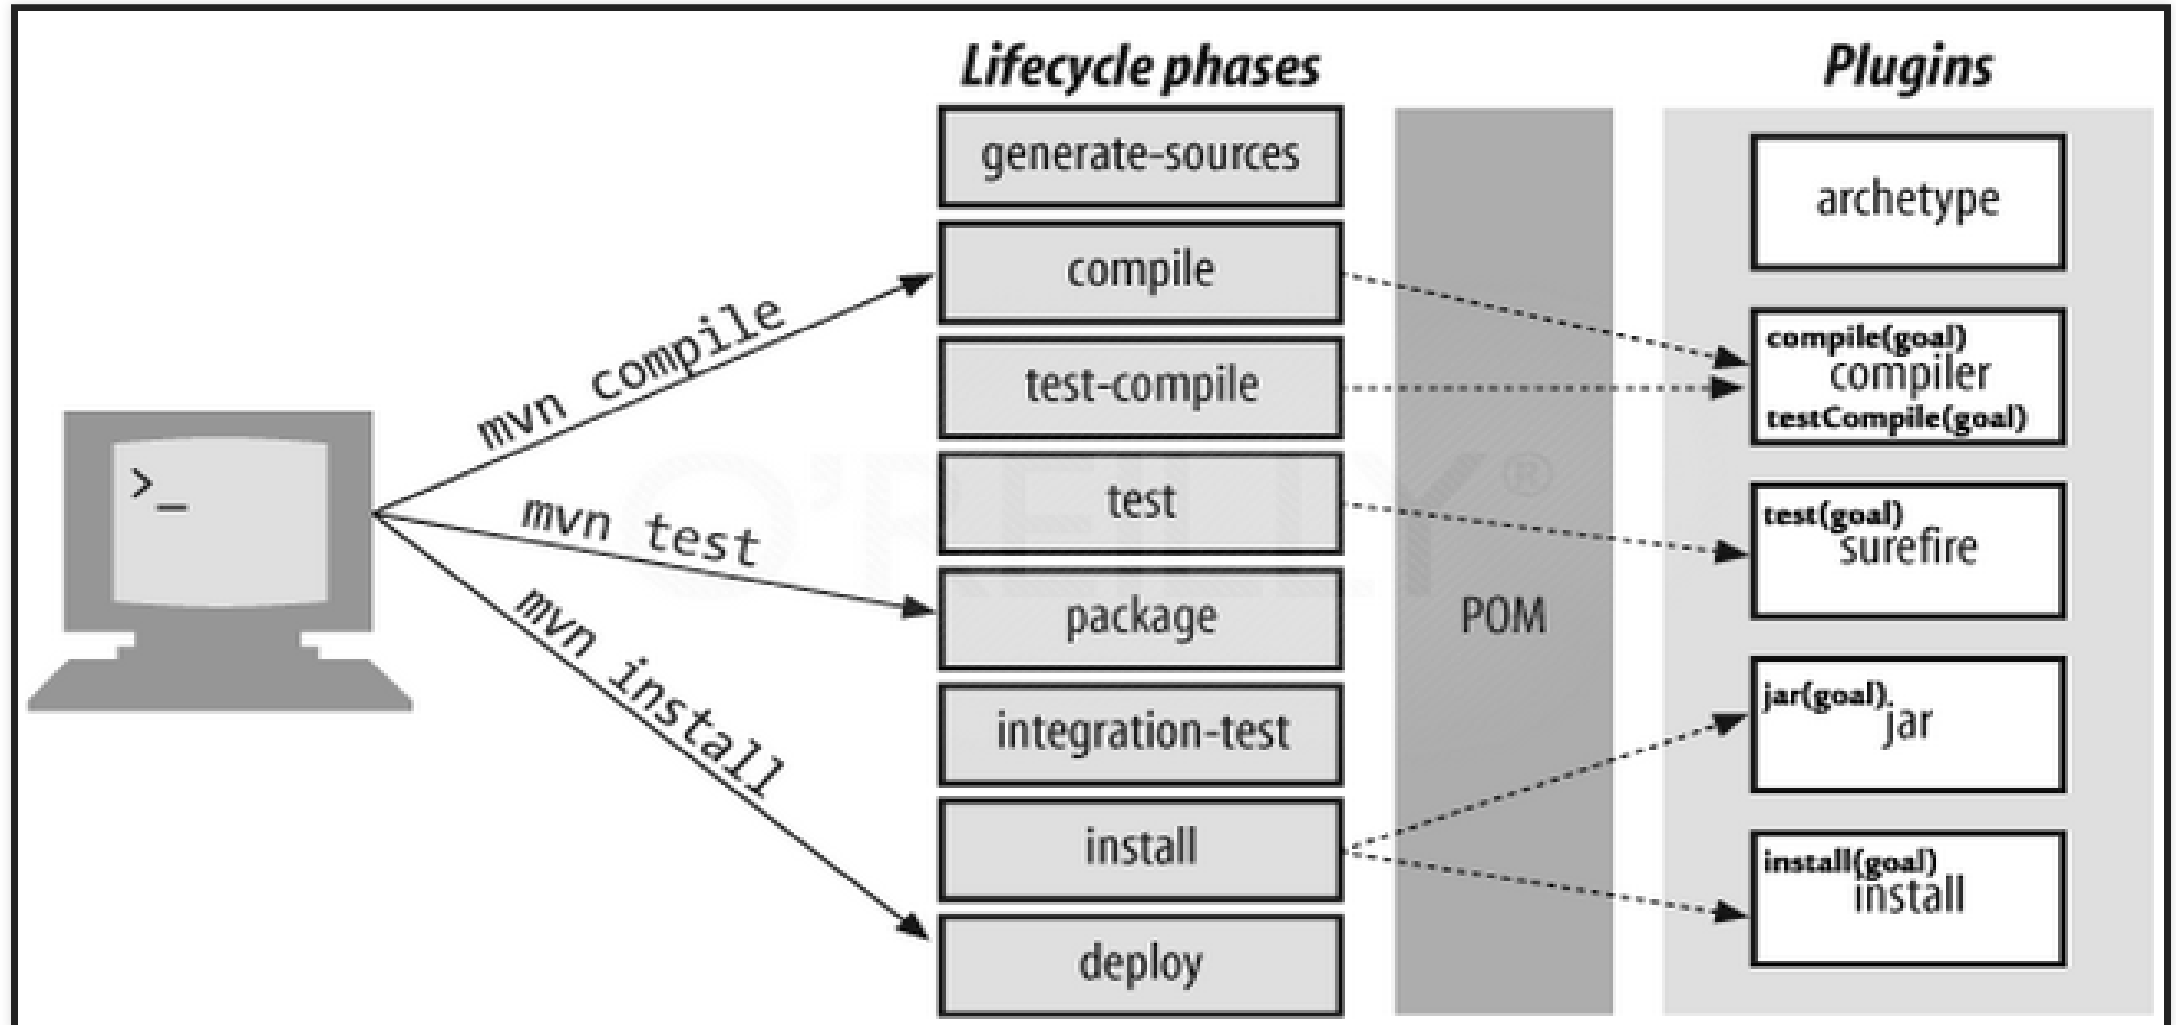 Lifecycle phases
Plugins
generate-sources
compile
test-compile
test
package
integration-test
install
deploy
mvn compile
mvn test
mvn install
>_
O'REILLY®
POM
archetype
compile(goal)
compiler
testCompile(goal)
test(goal)
surefire
jar(goal)
jar
install(goal)
install